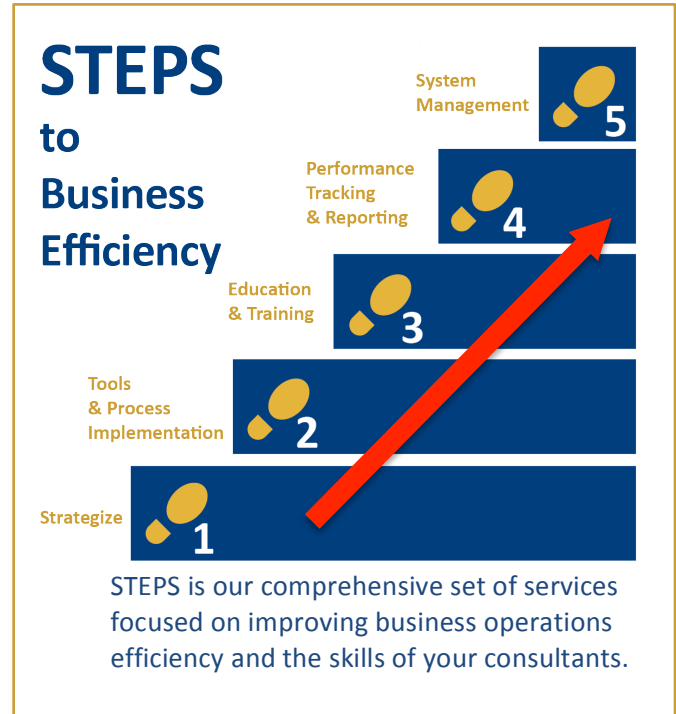 STEPS
to
Business
Efficiency
System
Management
5
Performance
Tracking
& Reporting
4
Education
& Training
3
Tools
& Process
Implementation
2
Strategize
1
STEPS is our comprehensive set of services
focused on improving business operations
efficiency and the skills of your consultants.